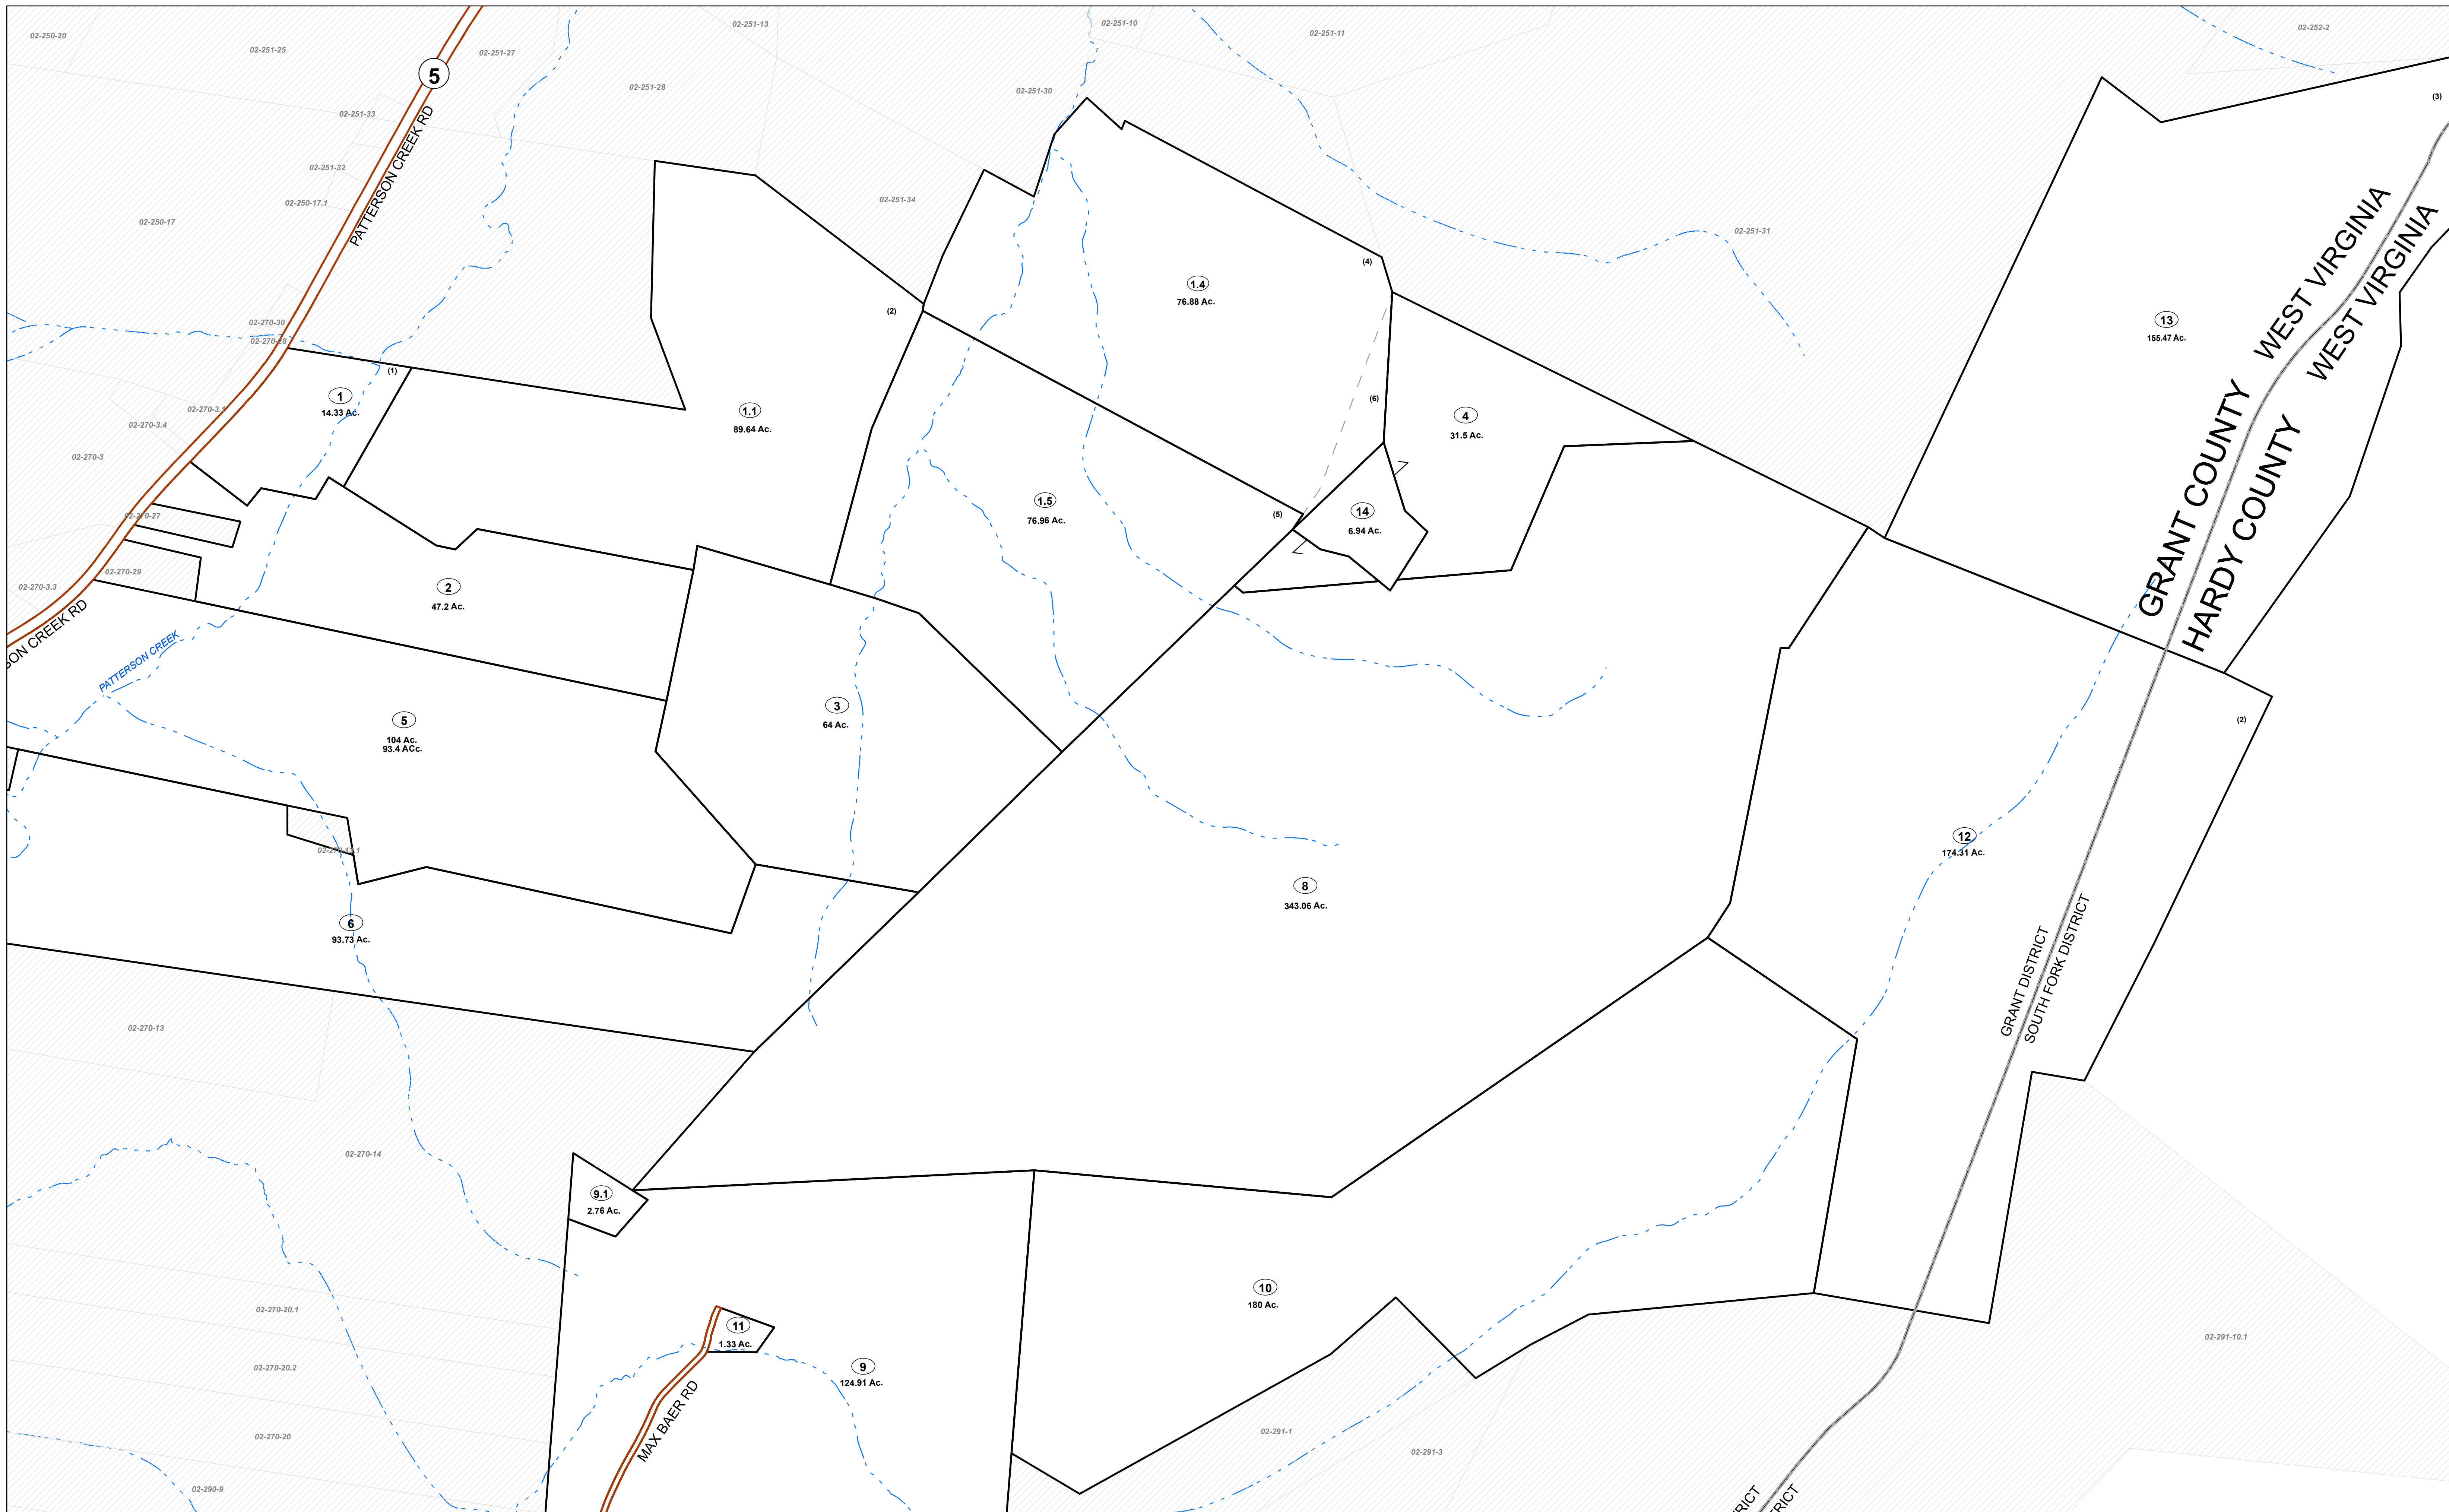 02-250-20
02-251-25
5
02-251-27
02-251-13
02-251-28
02-251-10
02-251-11
02-252-2
02-251-33
PATTERSON CREEK RD
02-251-30
(3)
02-251-32
02-250-17.1
02-250-17
02-251-34
02-251-31
WEST VIRGINIA
WEST VIRGINIA
(4)
1.4
76.88 Ac.
(2)
02-270-30
02-270-28
13
155.47 Ac.
(1)
1
14.33 Ac.
(6)
02-270-3.1
02-270-3.4
1.1
89.64 Ac.
4
31.5 Ac.
02-270-3
GRANT COUNTY
HARDY COUNTY
1.5
76.96 Ac.
(5)
14
6.94 Ac.
02-270-27
02-270-29
02-270-3.3
2
47.2 Ac.
SON CREEK RD
PATTERSON CREEK
3
64 Ac.
5
104 Ac.
93.4 ACc.
(2)
12
174.31 Ac.
8
343.06 Ac.
6
93.73 Ac.
GRANT DISTRICT
SOUTH FORK DISTRICT
02-270-13
02-270-14
9.1
2.76 Ac.
10
180 Ac.
02-270-20.1
11
1.33 Ac.
02-291-10.1
9
124.91 Ac.
02-270-20.2
MAX BAER RD
02-270-20
02-291-1
02-291-3
02-290-9
RICT
RICT